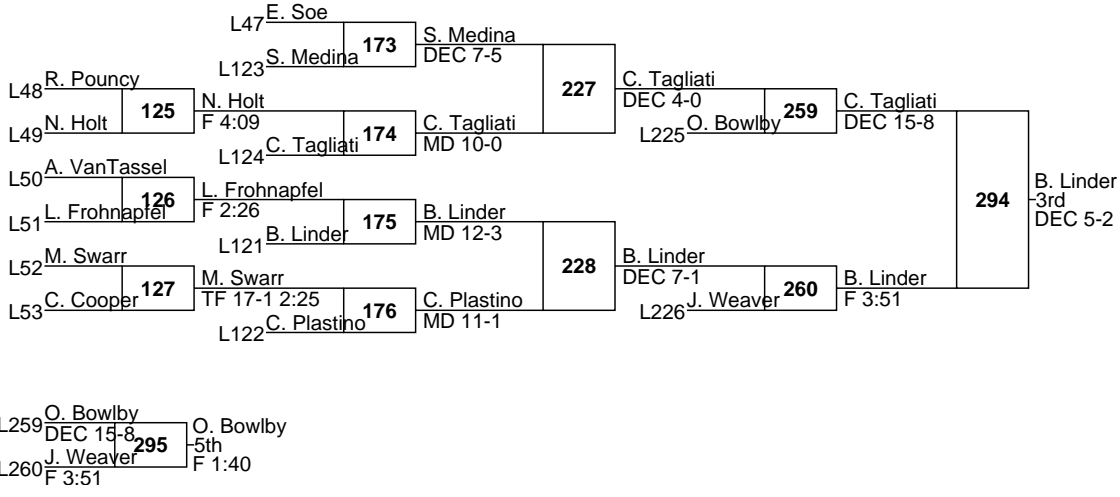 L47 E. Soe
173
S. Medina
DEC 7-5
L123 S. Medina
L48 R. Pouncy
125
N. Holt
F 4:09
L49 N. Holt
174
C. Tagliati
MD 10-0
L124 C. Tagliati
227
C. Tagliati
DEC 4-0
L225 O. Bowlby
259
C. Tagliati
DEC 15-8
L50 A. VanTassel
126
L. Frohnapfel
F 2:26
L51 L. Frohnapfel
175
B. Linder
MD 12-3
L121 B. Linder
L52 M. Swarr
127
M. Swarr
TF 17-1 2:25
L53 C. Cooper
176
C. Plastino
MD 11-1
L122 C. Plastino
228
B. Linder
DEC 7-1
L226 J. Weaver
260
B. Linder
F 3:51
294
B. Linder
3rd
DEC 5-2
L259 O. Bowlby
DEC 15-8
295
O. Bowlby
5th
F 1:40
L260 J. Weaver
F 3:51